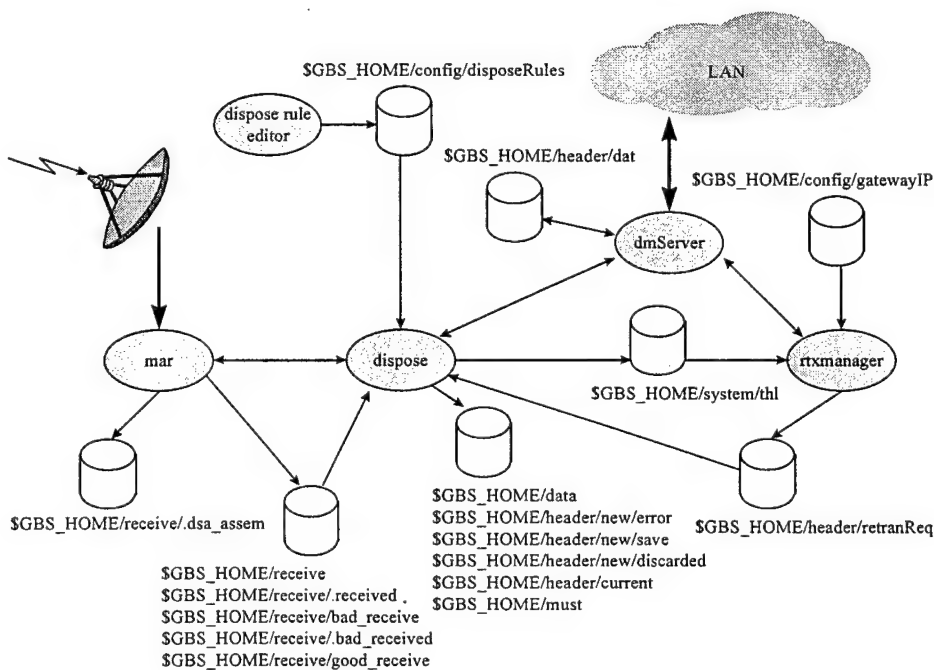 LAN
$GBS_HOME/config/disposeRules
dispose rule
editor
$GBS_HOME/header/dat
$GBS_HOME/config/gatewayIP
dmServer
mar
dispose
rtxmanager
$GBS_HOME/system/thl
$GBS_HOME/receive/.dsa_assem
$GBS_HOME/receive
$GBS_HOME/receive/.received
$GBS_HOME/receive/bad_receive
$GBS_HOME/receive/.bad_received
$GBS_HOME/receive/good_receive
$GBS_HOME/data
$GBS_HOME/header/new/error
$GBS_HOME/header/new/save
$GBS_HOME/header/new/discarded
$GBS_HOME/header/current
$GBS_HOME/must
$GBS_HOME/header/retranReq